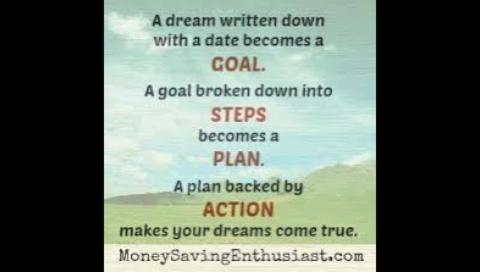 A dream written down
with a date becomes a
GOAL.
A goal broken down into
STEPS
becomes a
PLAN.
A plan backed by
ACTION
makes your dreams come true.
MoneySavingEnthusiast.com